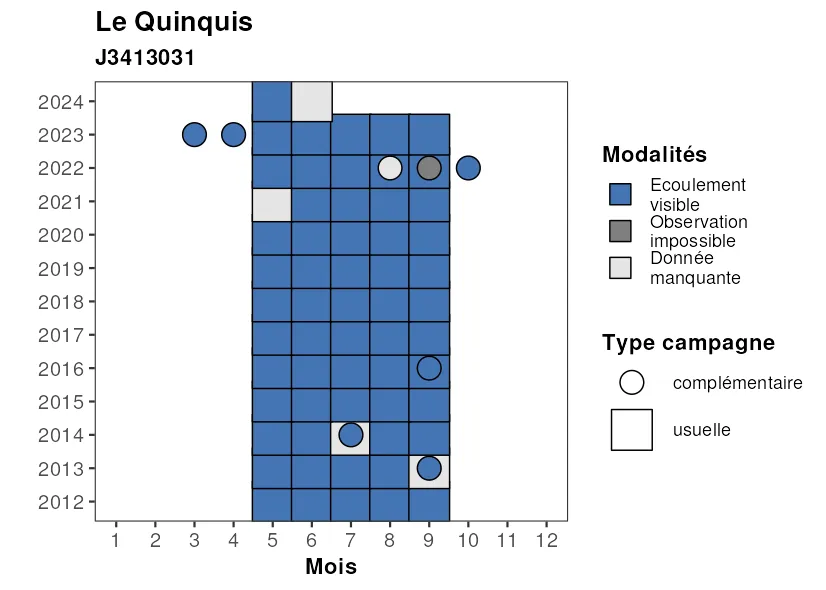 Le Quinquis
J3413031
2024
2023
2022
2021
2020
2019
2018
2017
2016
2015
2014
2013
2012
1 2 3 4 5 6 7 8 9 10 11 12
Mois
Modalités
Ecoulement
visible
Observation
impossible
Donnée
manquante
Type campagne
complémentaire
usuelle